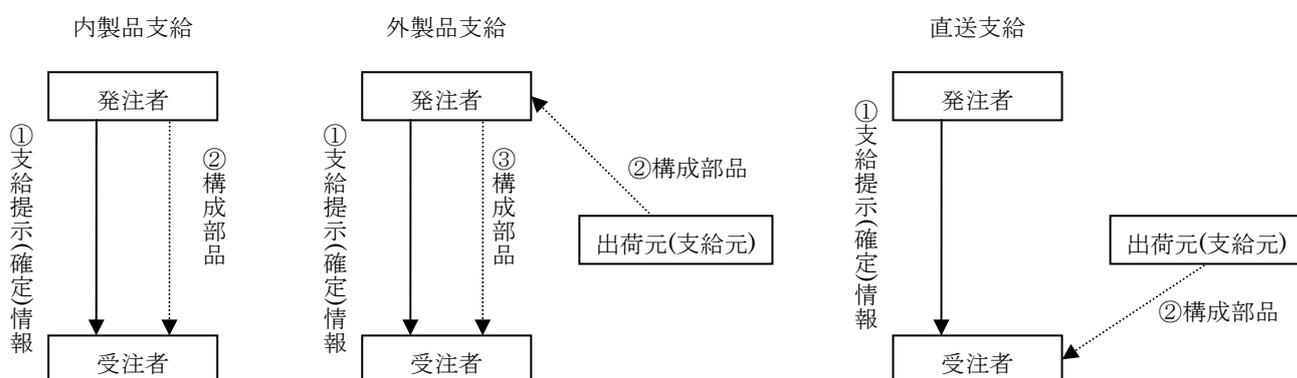 内製品支給
発注者
①支給提示(確定)情報
②構成部品
受注者
外製品支給
発注者
①支給提示(確定)情報
③構成部品
②構成部品
出荷元(支給元)
受注者
直送支給
発注者
①支給提示(確定)情報
出荷元(支給元)
②構成部品
受注者